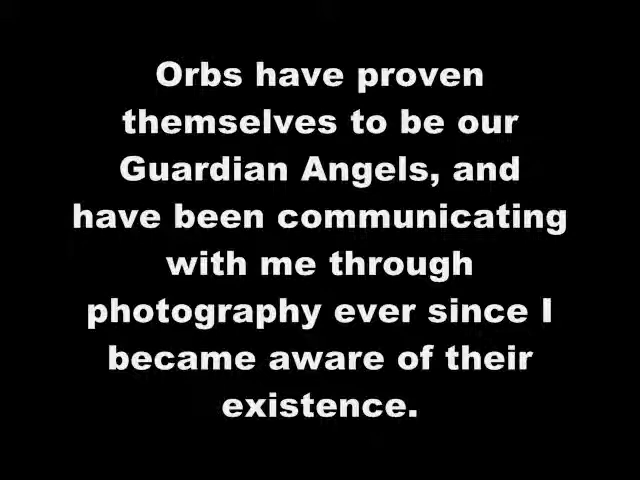 Orbs have proven
themselves to be our
Guardian Angels, and
have been communicating
with me through
photography ever since I
became aware of their
existence.